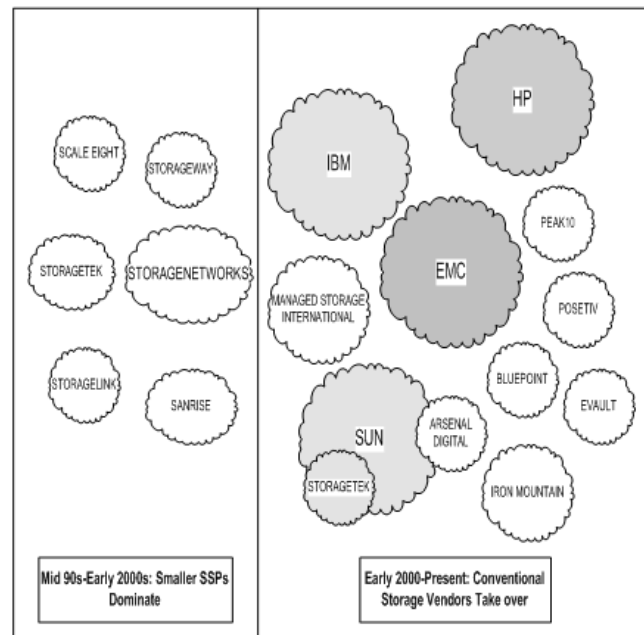 SCALE EIGHT
STORAGEWAY
STORAGETEK
STORAGENETWORKS
STORAGELINK
SANRISE
Mid 90s-Early 2000s: Smaller SSPs
Dominate
HP
IBM
PEAK10
EMC
MANAGED STORAGE
INTERNATIONAL
POSETIV
BLUEPOINT
EVAULT
SUN
ARSENAL
DIGITAL
STORAGETEK
IRON MOUNTAIN
Early 2000-Present: Conventional
Storage Vendors Take over